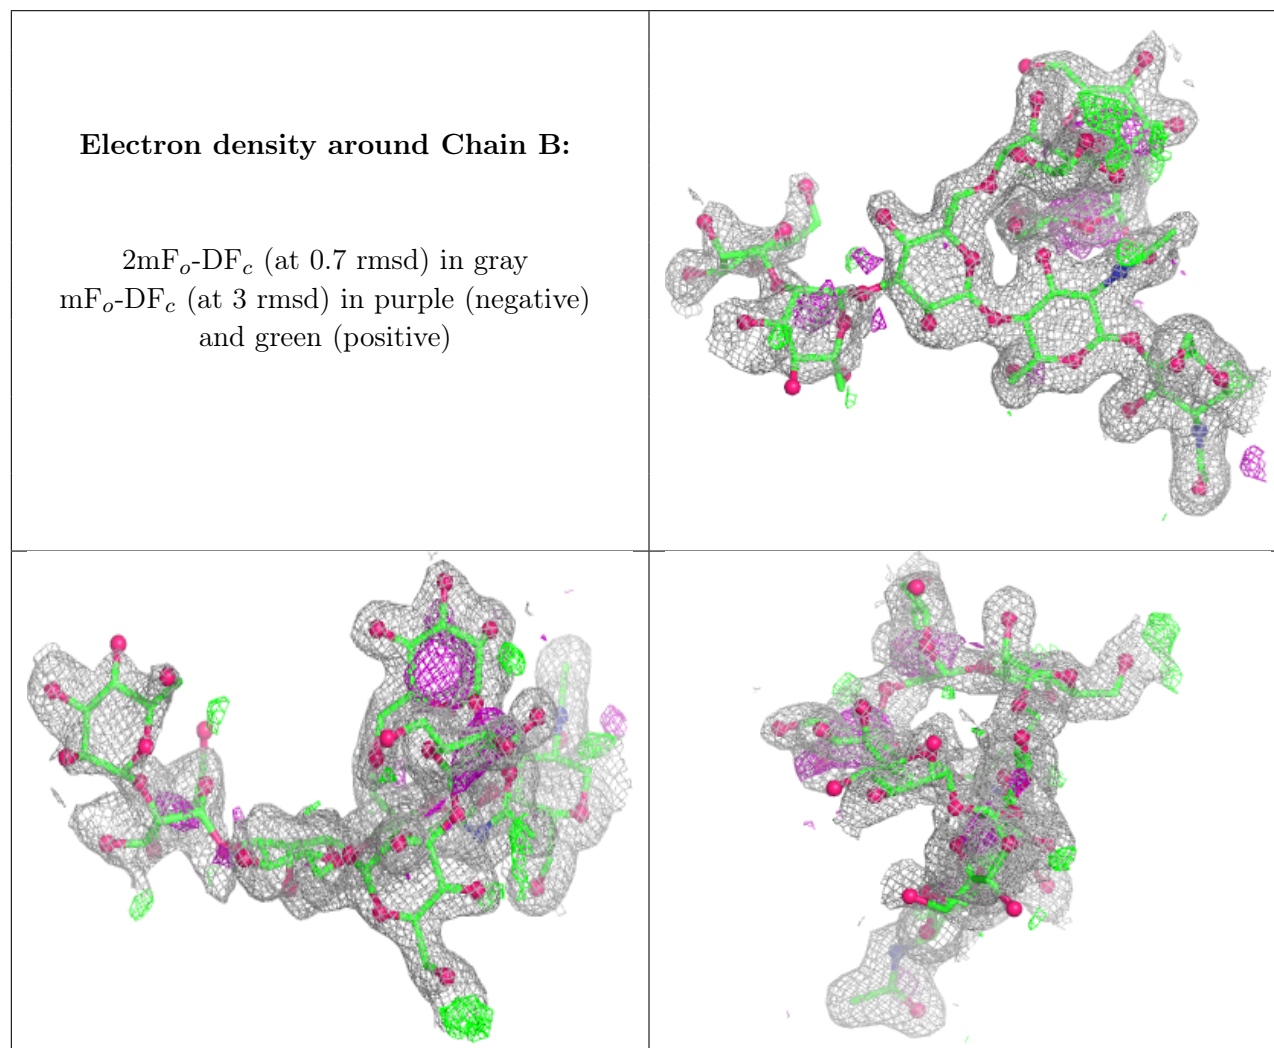 Electron density around Chain B:
2mFo-DFc (at 0.7 rmsd) in gray
mFo-DFc (at 3 rmsd) in purple (negative)
and green (positive)